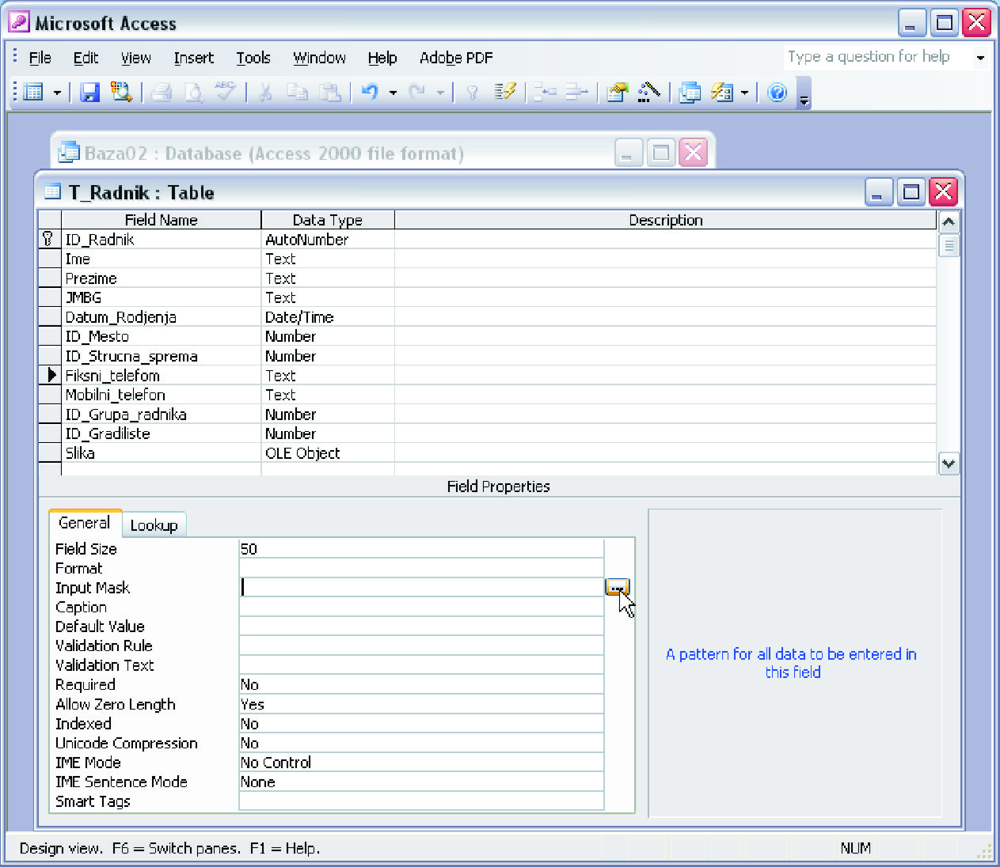 Microsoft Access
File Edit View Insert Tools Window Help Adobe PDF Type a question for help
ABC
Baza02 : Database (Access 2000 file format)
T_Radnik : Table
Field Name Data Type Description
ID_Radnik AutoNumber
Ime Text
Prezime Text
JMBG Text
Datum_Rodjenja Date/Time
ID_Mesto Number
ID_Strucna_sprema Number
Fiksni_telefom Text
Mobilni_telefon Text
ID_Grupa_radnika Number
ID_Gradiliste Number
Slika OLE Object
Field Properties
General Lookup
Field Size 50
Format
Input Mask ...
Caption
Default Value
Validation Rule
Validation Text
Required No
Allow Zero Length Yes
Indexed No
Unicode Compression No
IME Mode No Control
IME Sentence Mode None
Smart Tags
A pattern for all data to be entered in
this field
Design view. F6 = Switch panes. F1 = Help. NUM